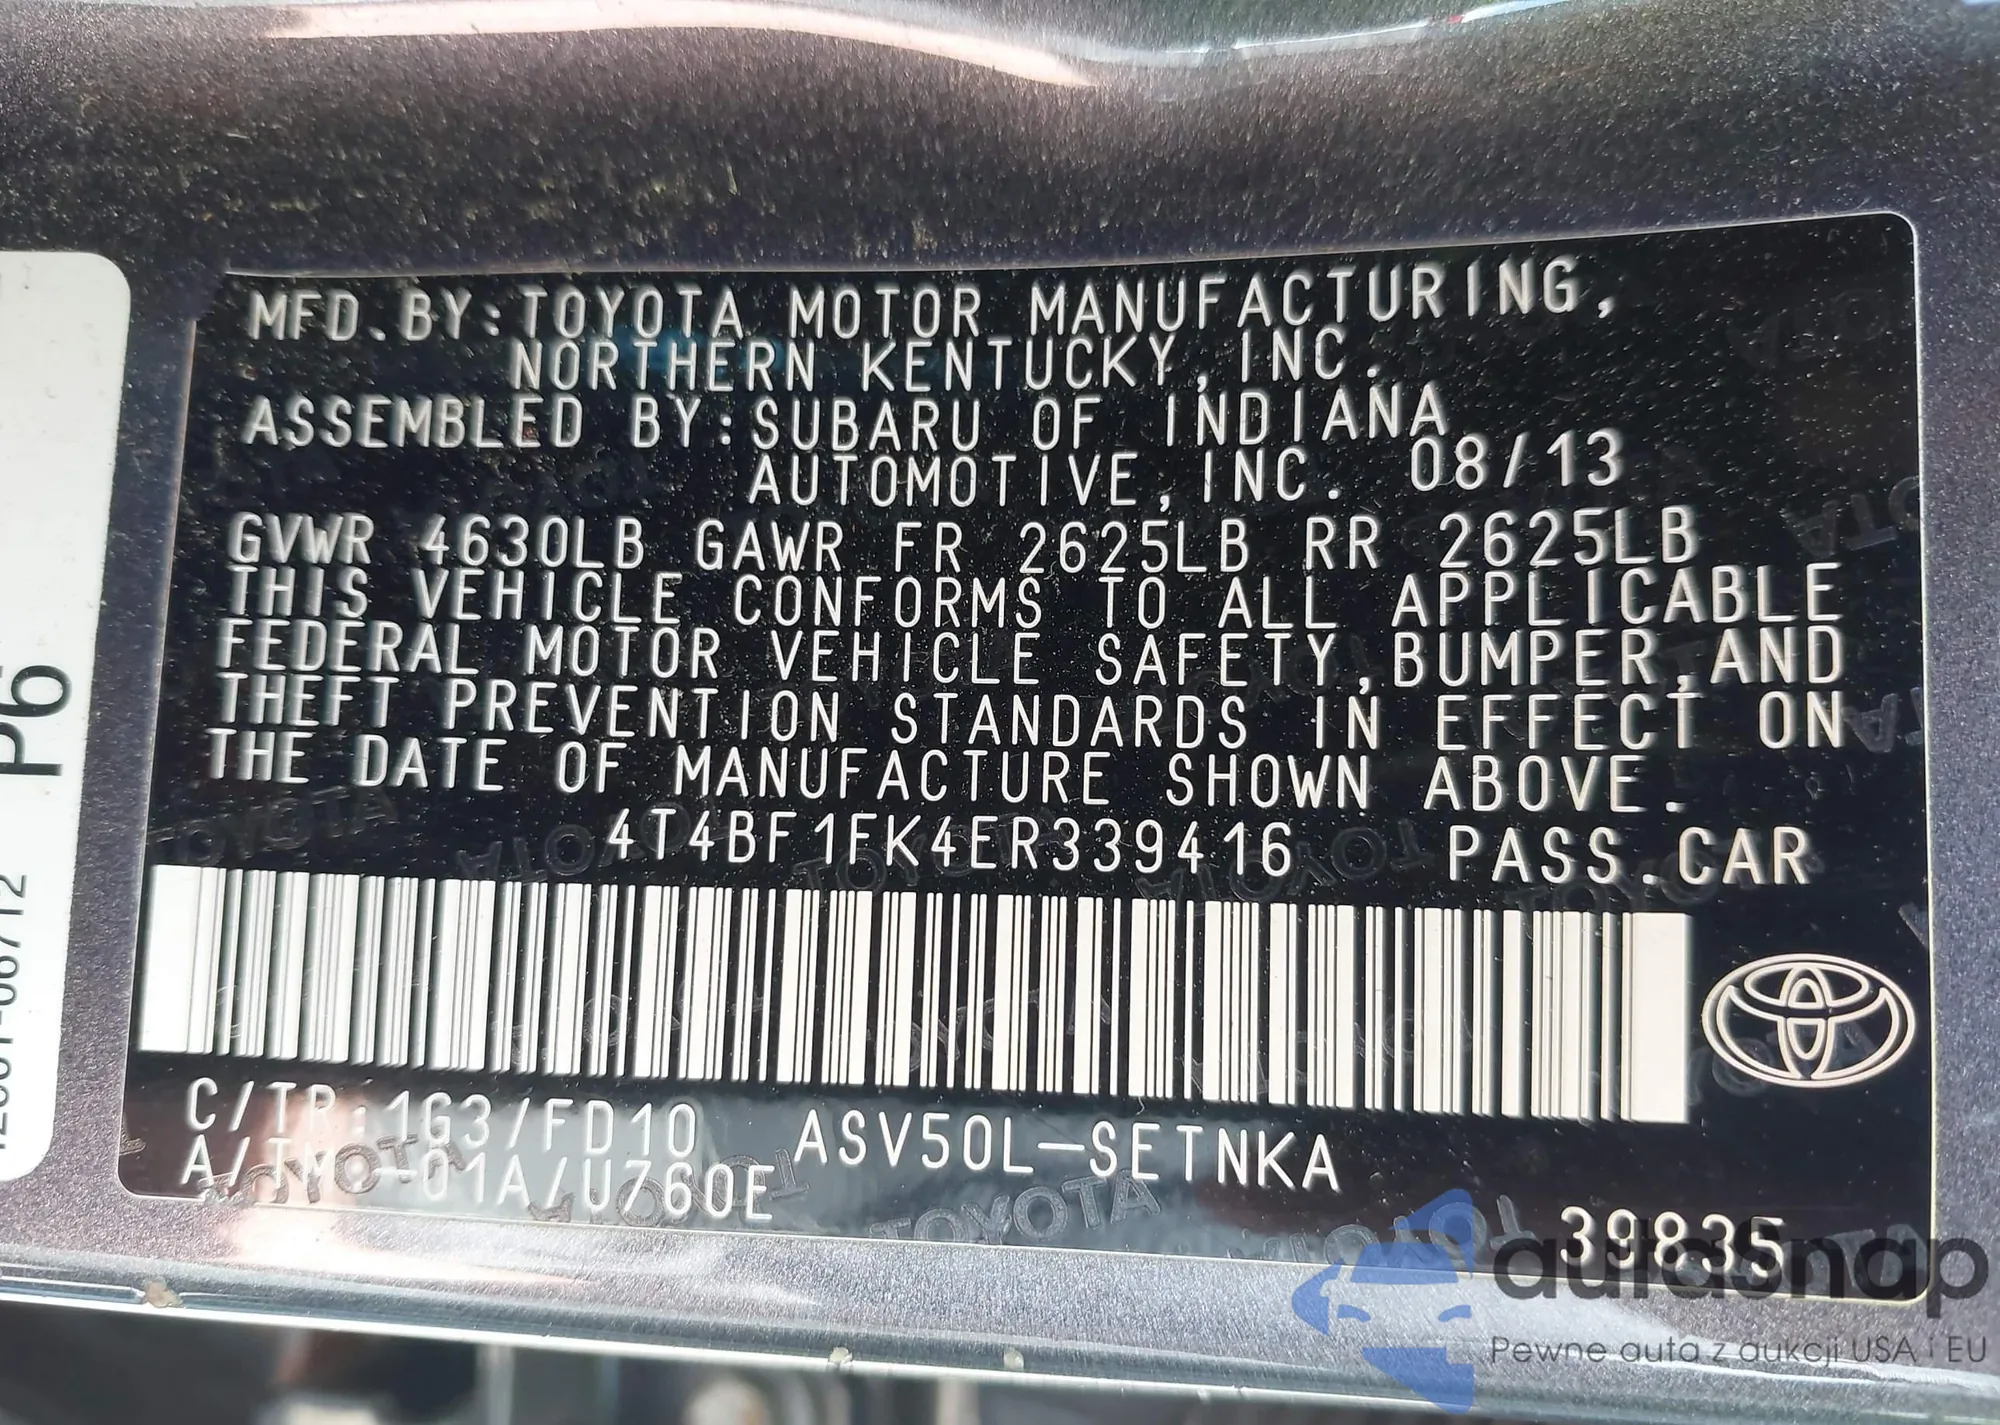 MFD.BY:TOYOTA MOTOR MANUFACTURING,
NORTHERN KENTUCKY,INC.
ASSEMBLED BY:SUBARU OF INDIANA
AUTOMOTIVE,INC. 08/13
GVWR 4630LB GAWR FR 2625LB RR 2625LB
THIS VEHICLE CONFORMS TO ALL APPLICABLE
FEDERAL MOTOR VEHICLE SAFETY,BUMPER,AND
THEFT PREVENTION STANDARDS IN EFFECT ON
THE DATE OF MANUFACTURE SHOWN ABOVE.
4T4BF1FK4ER339416 PASS.CAR
C/TR:1G3/FD10 ASV50L-SETNKA
A/TM:-01A/U760E
39835
P6
autasnap
Pewne auta z aukcji USA i EU